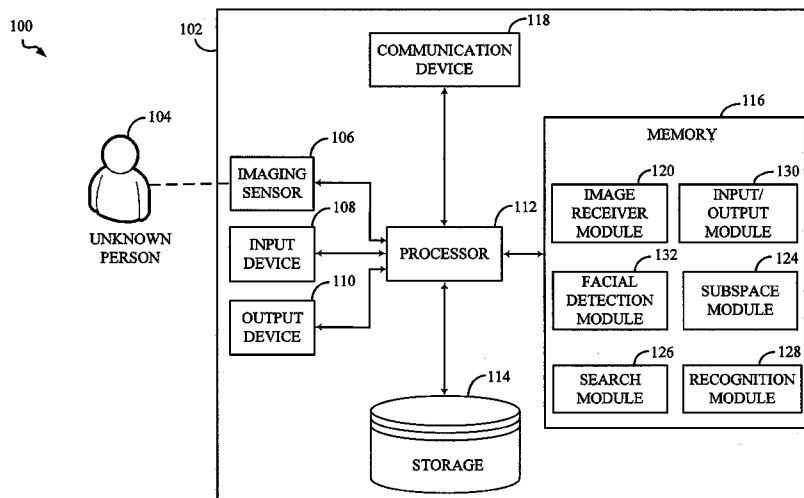 100
102
118
COMMUNICATION
DEVICE
104
UNKNOWN
PERSON
106
IMAGING
SENSOR
108
INPUT
DEVICE
110
OUTPUT
DEVICE
112
PROCESSOR
114
STORAGE
116
MEMORY
120
IMAGE
RECEIVER
MODULE
130
INPUT/
OUTPUT
MODULE
132
FACIAL
DETECTION
MODULE
124
SUBSPACE
MODULE
126
SEARCH
MODULE
128
RECOGNITION
MODULE